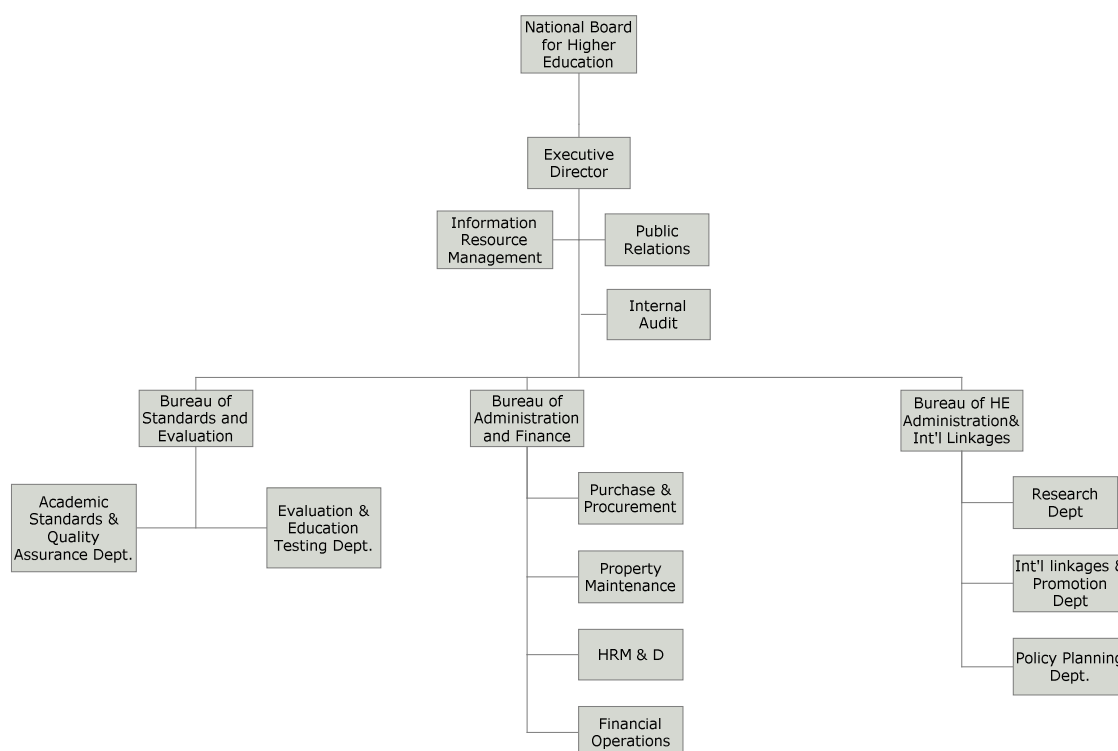 National Board
for Higher
Education
Executive
Director
Information
Resource
Management
Public
Relations
Internal
Audit
Bureau of
Standards and
Evaluation
Bureau of
Administration
and Finance
Bureau of HE
Administration&
Int'l Linkages
Academic
Standards &
Quality
Assurance Dept.
Evaluation &
Education
Testing Dept.
Purchase &
Procurement
Property
Maintenance
HRM & D
Financial
Operations
Research
Dept
Int'l linkages &
Promotion
Dept
Policy Planning
Dept.